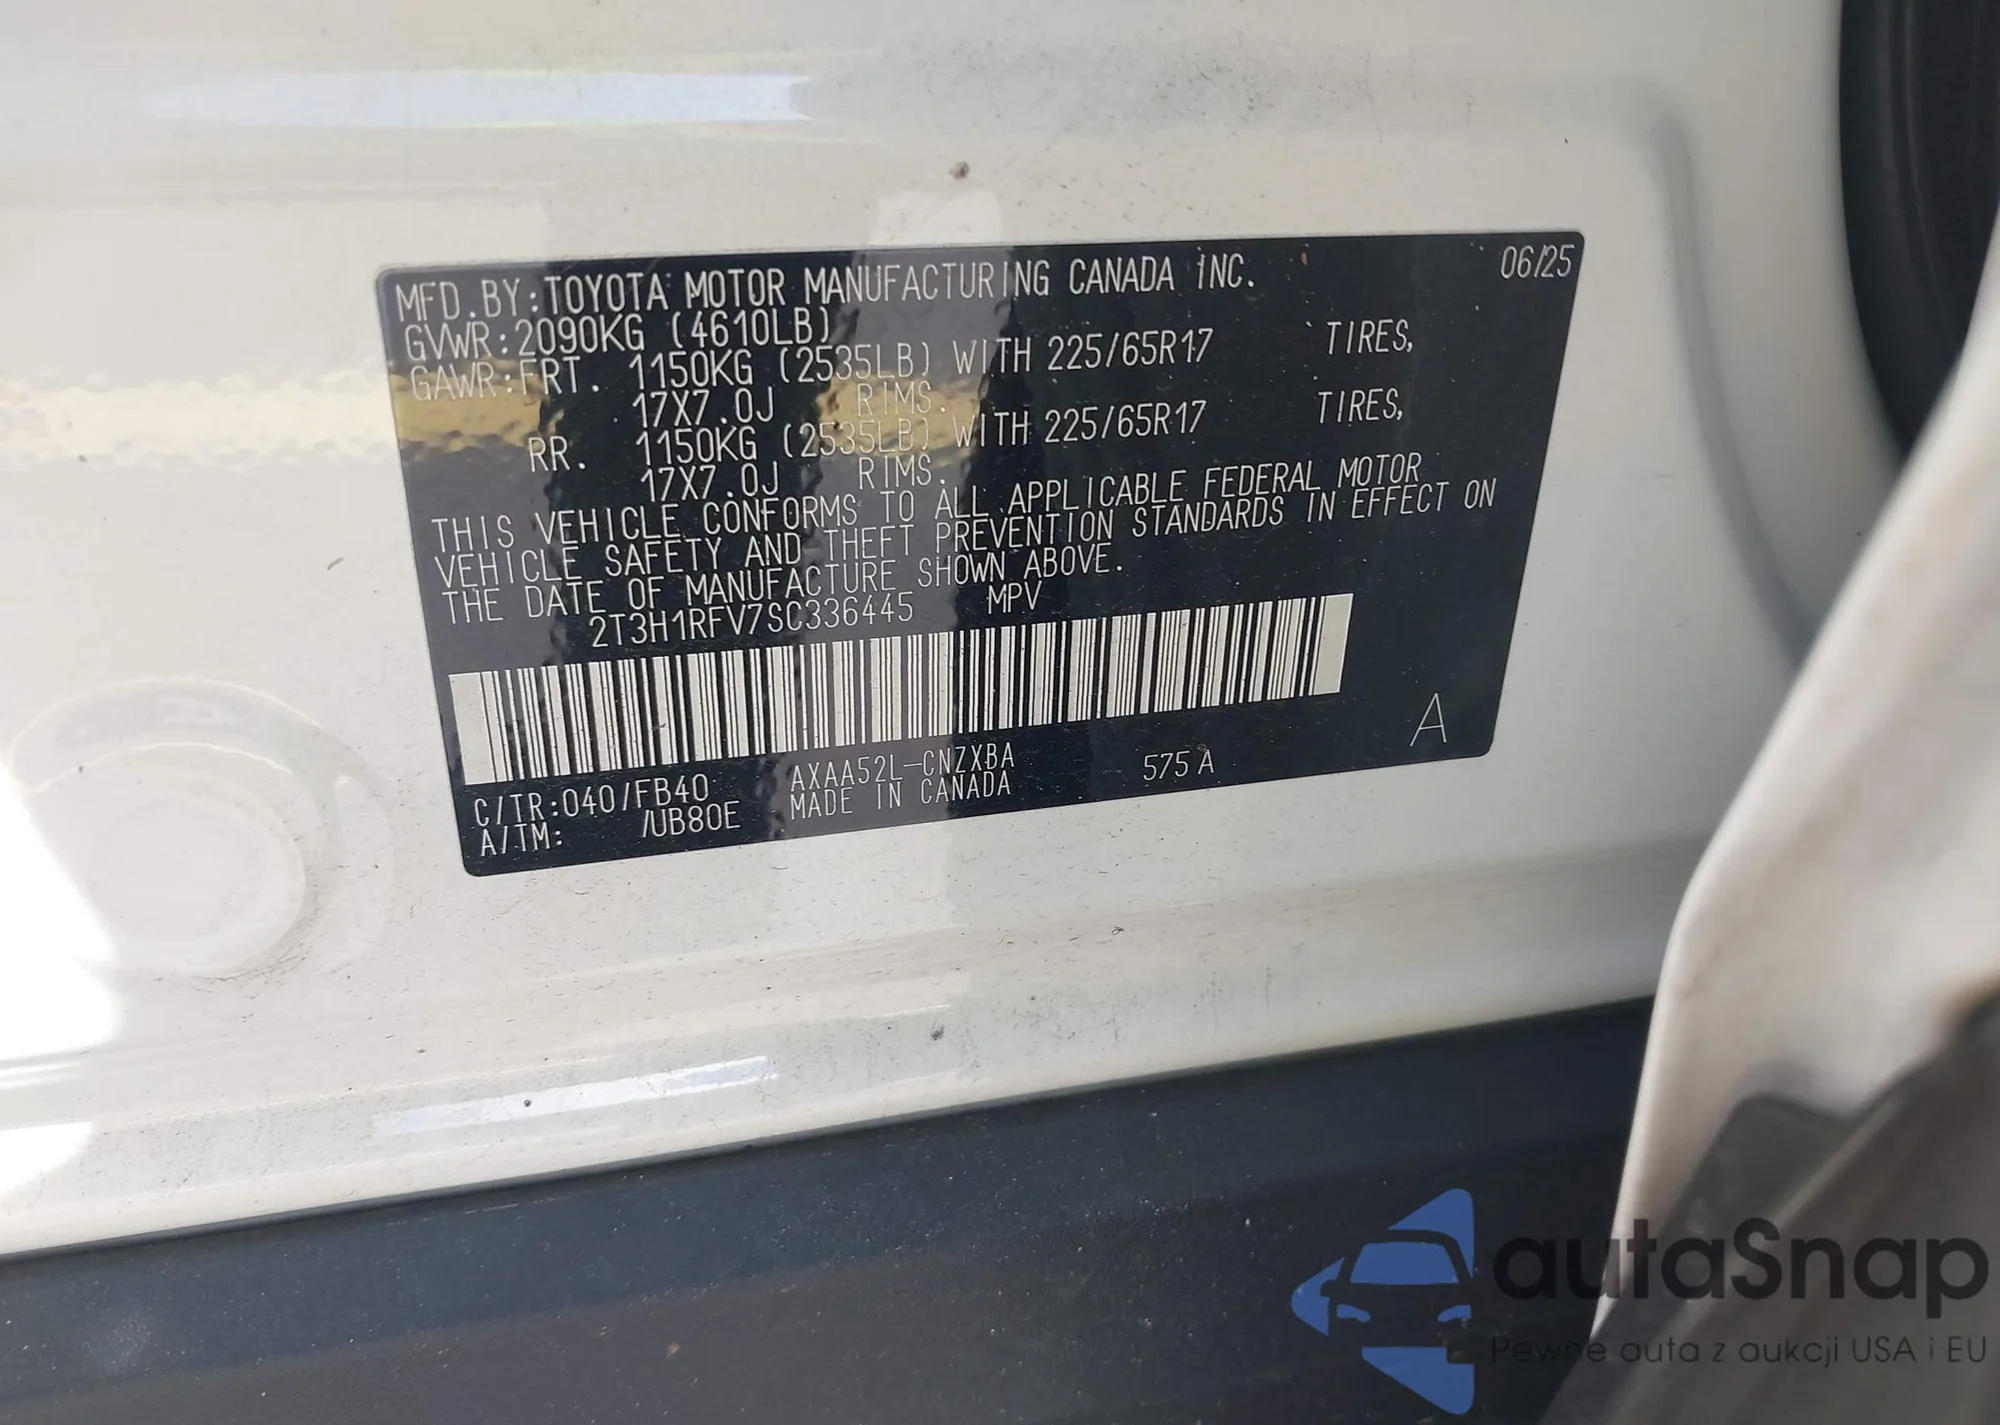 MFD.BY:TOYOTA MOTOR MANUFACTURING CANADA INC. 06/25
GVWR:2090KG (4610LB)
GAWR:FRT. 1150KG (2535LB) WITH 225/65R17 TIRES,
17X7.0J RIMS.
RR. 1150KG (2535LB) WITH 225/65R17 TIRES,
17X7.0J RIMS.
THIS VEHICLE CONFORMS TO ALL APPLICABLE FEDERAL MOTOR
VEHICLE SAFETY AND THEFT PREVENTION STANDARDS IN EFFECT ON
THE DATE OF MANUFACTURE SHOWN ABOVE.
2T3H1RFV7SC336445 MPV
A
C/TR:040/FB40 AXAA52L-CNZXBA 575A
A/TM: /UB80E MADE IN CANADA
autaSnap
Pewne auta z aukcji USA i EU